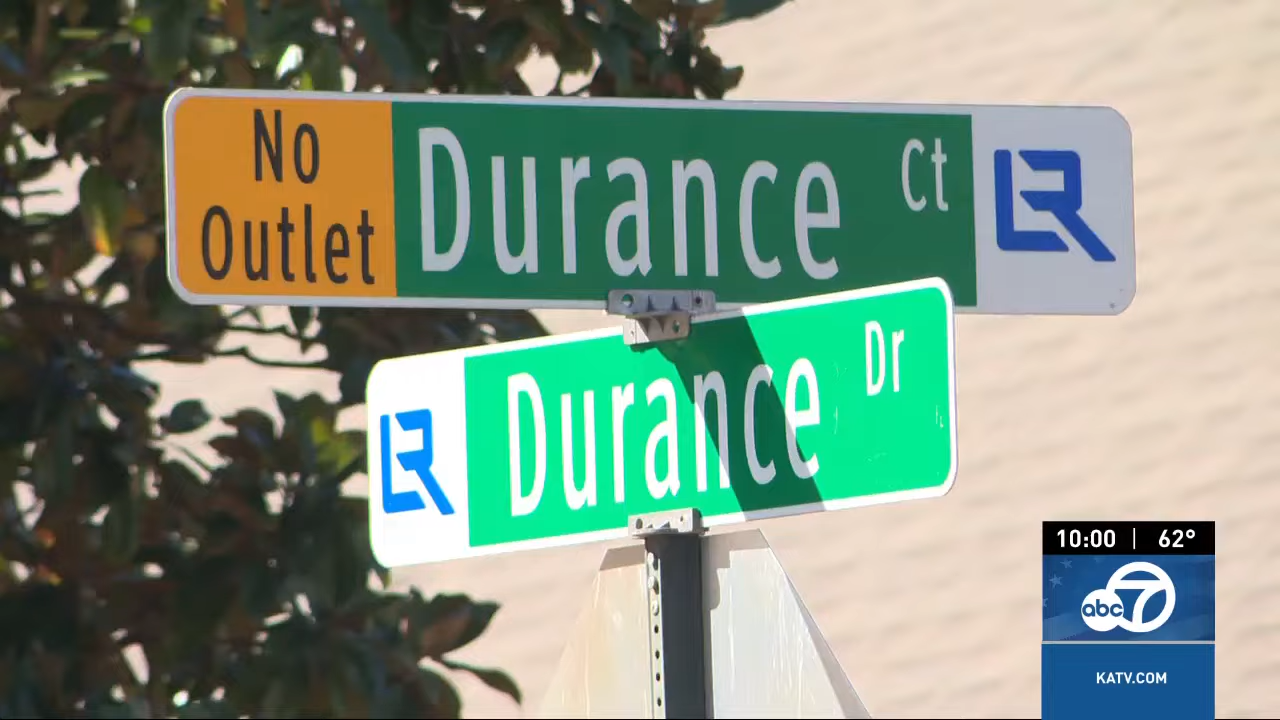 No
Outlet
Durance Ct
LR
Durance Dr
LR
10:00 | 62°
abc 7
KATV.COM